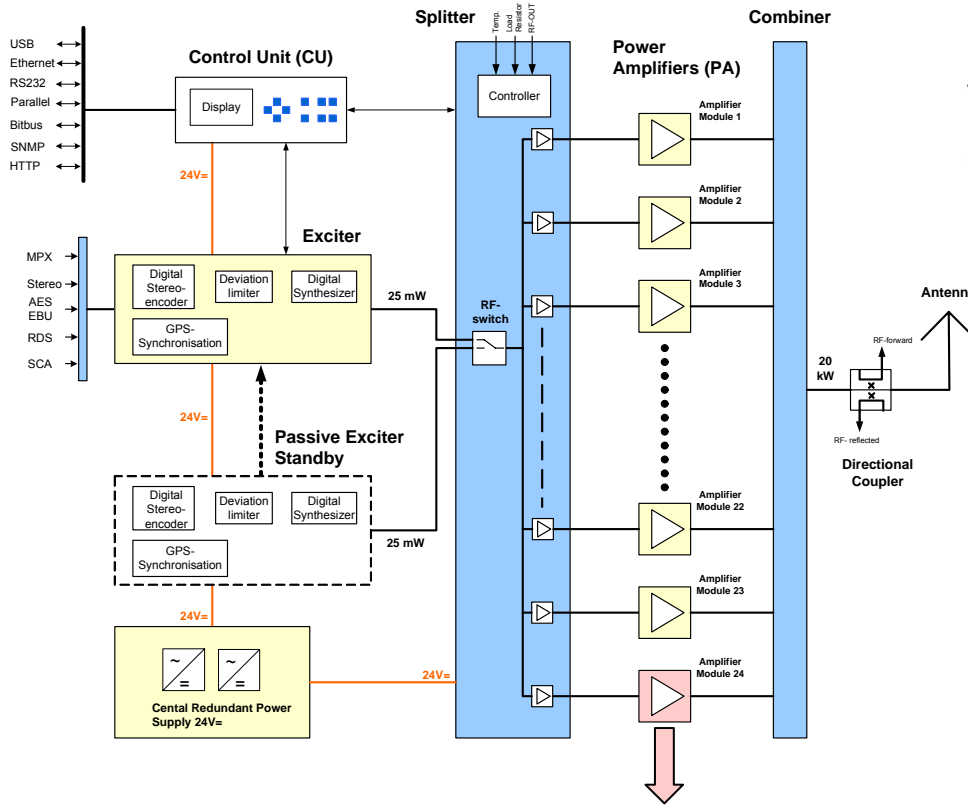 Splitter
Combiner
Temp.
Load
Resistor
RF-OUT
USB
Ethernet
RS232
Parallel
Bitbus
SNMP
HTTP
Control Unit (CU)
Display
Controller
Power
Amplifiers (PA)
Amplifier
Module 1
24V=
Amplifier
Module 2
Exciter
MPX
Stereo
AES
EBU
RDS
SCA
Digital
Stereo-
encoder
Deviation
limiter
Digital
Synthesizer
GPS-
Synchronisation
25 mW
RF-
switch
Amplifier
Module 3
Antenn
RF-forward
20
kW
RF- reflected
Directional
Coupler
24V=
Passive Exciter
Standby
Digital
Stereo-
encoder
Deviation
limiter
Digital
Synthesizer
GPS-
Synchronisation
25 mW
Amplifier
Module 22
Amplifier
Module 23
24V=
~
=
~
=
Cental Redundant Power
Supply 24V=
24V=
Amplifier
Module 24